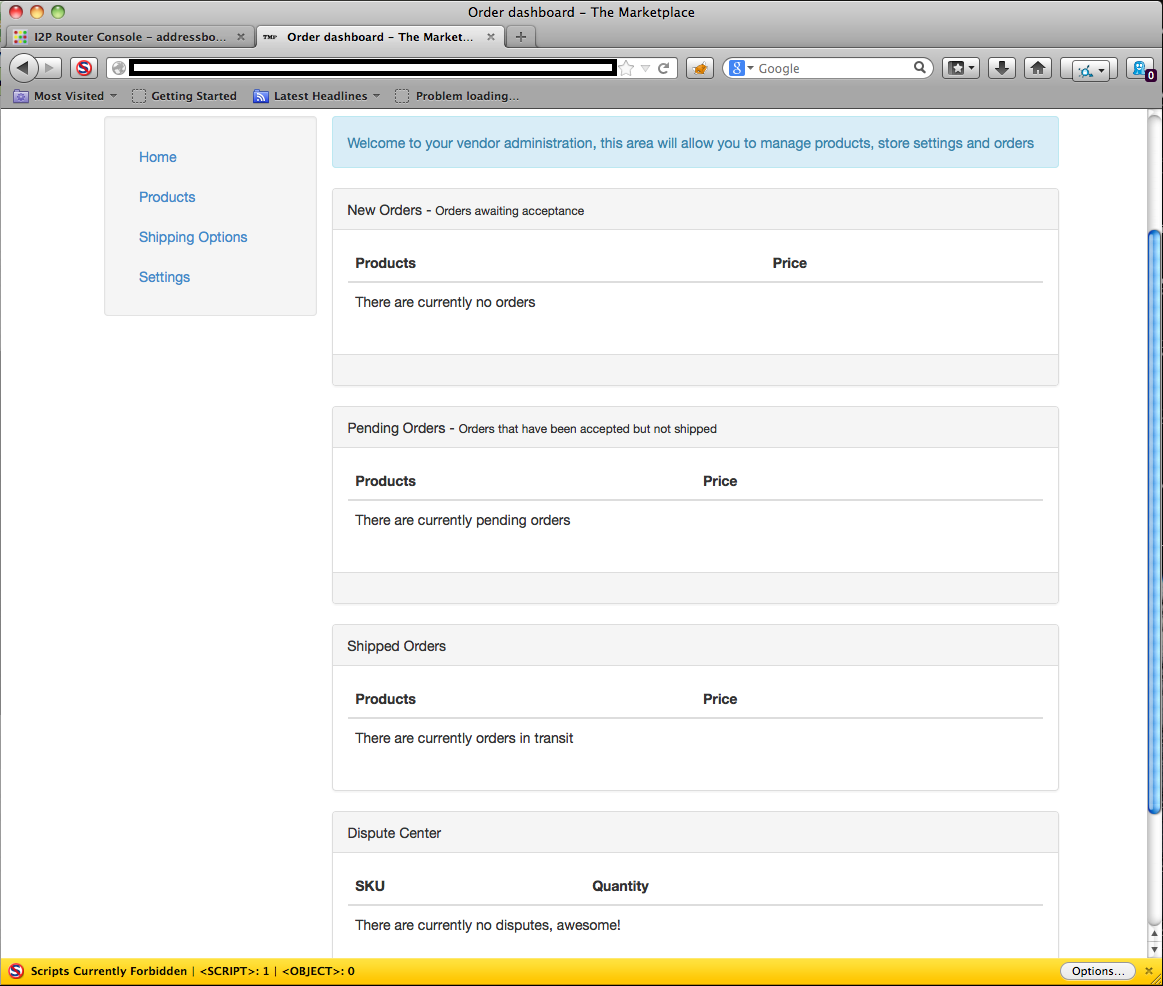 Order dashboard - The Marketplace
I2P Router Console - addressbo...
TMP Order dashboard - The Market...
Google
0
Most Visited Getting Started Latest Headlines Problem loading...
Home
Products
Shipping Options
Settings
Welcome to your vendor administration, this area will allow you to manage products, store settings and orders
New Orders - Orders awaiting acceptance
Products Price
There are currently no orders
Pending Orders - Orders that have been accepted but not shipped
Products Price
There are currently pending orders
Shipped Orders
Products Price
There are currently orders in transit
Dispute Center
SKU Quantity
There are currently no disputes, awesome!
Scripts Currently Forbidden | <SCRIPT>: 1 | <OBJECT>: 0
Options...